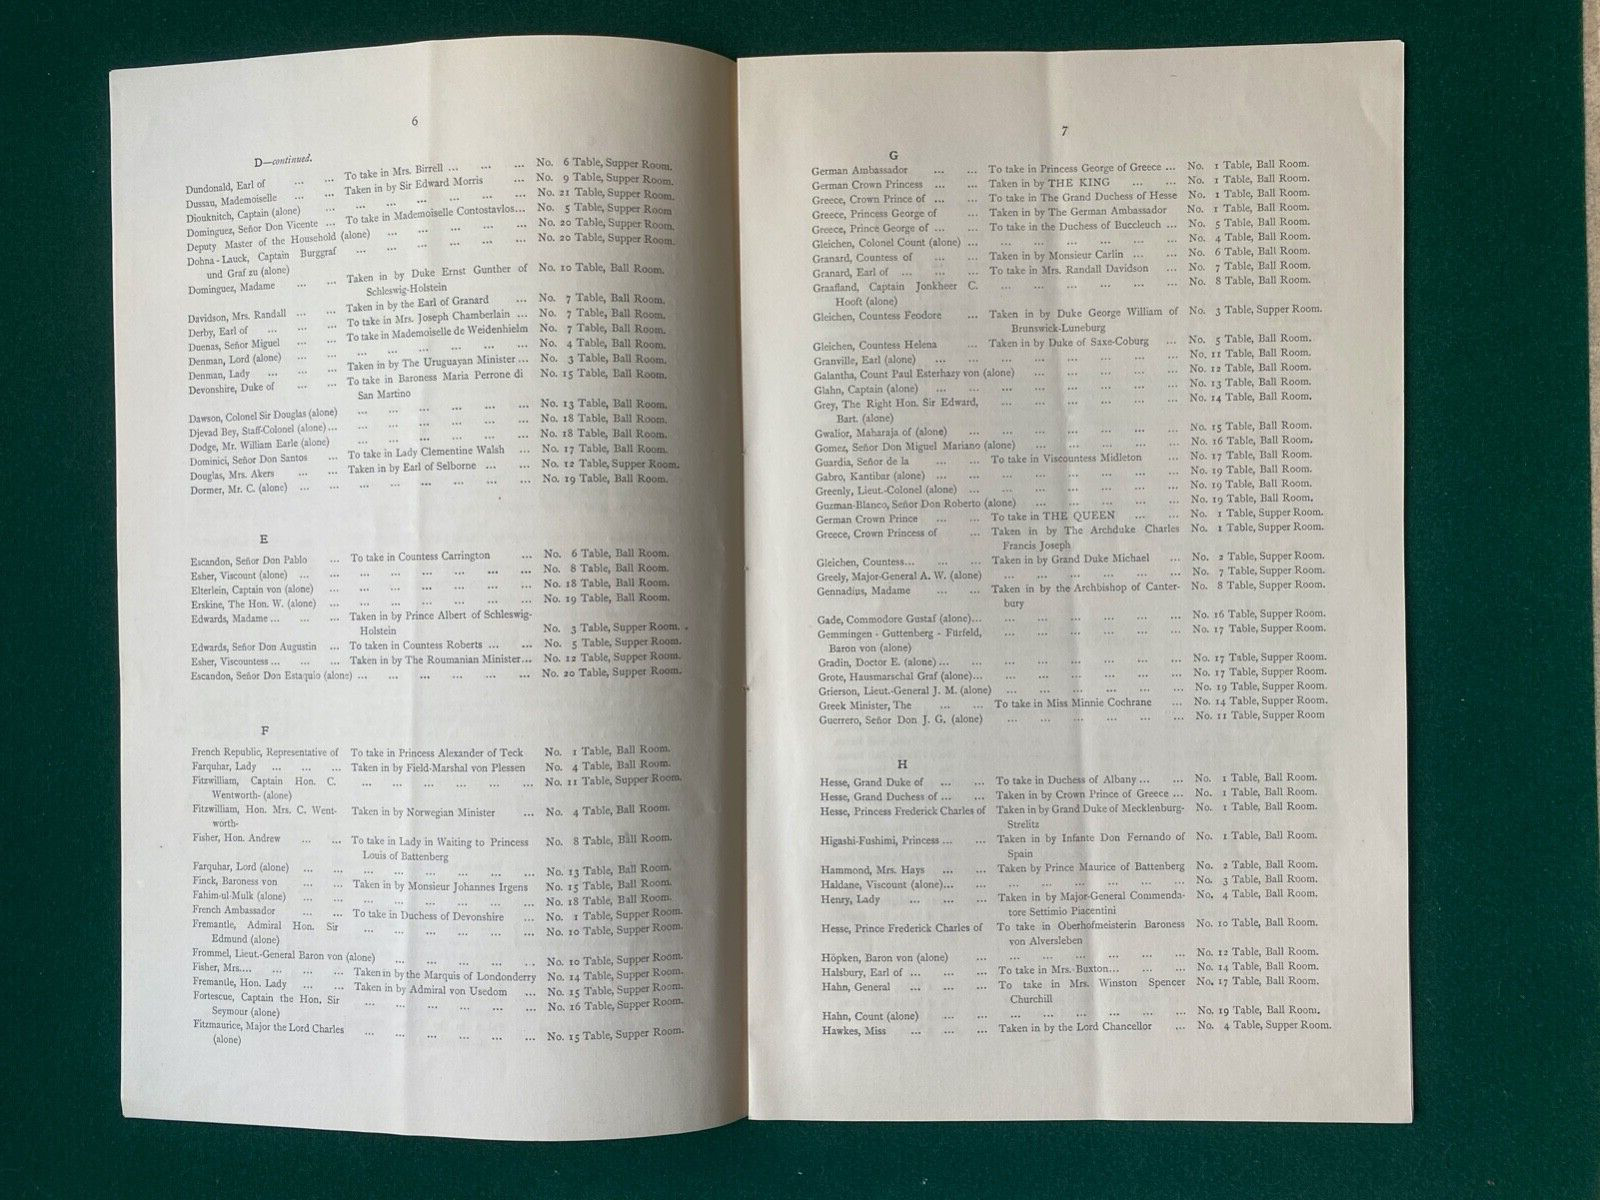 6
D—continued.
Dundonald, Earl of ... ... To take in Mrs. Birrell ... ... ... No. 6 Table, Supper Room.
Dussau, Mademoiselle ... ... Taken in by Sir Edward Morris ... No. 9 Table, Supper Room.
Diouknitch, Captain (alone) ... ... ... ... ... ... ... No. 21 Table, Supper Room.
Dominguez, Señor Don Vicente ... To take in Mademoiselle Contostavlos... No. 5 Table, Supper Room
Deputy Master of the Household (alone) ... ... ... ... ... No. 20 Table, Supper Room.
Dohna - Lauck, Captain Burggraf ... ... ... ... ... ... No. 20 Table, Supper Room.
und Graf zu (alone)
Dominguez, Madame ... ... Taken in by Duke Ernst Gunther of No. 10 Table, Ball Room.
Schleswig-Holstein
Davidson, Mrs. Randall ... ... Taken in by the Earl of Granard ... No. 7 Table, Ball Room.
Derby, Earl of ... ... ... To take in Mrs. Joseph Chamberlain ... No. 7 Table, Ball Room.
Duenas, Señor Miguel ... ... To take in Mademoiselle de Weidenhielm No. 7 Table, Ball Room.
Denman, Lord (alone) ... ... ... ... ... ... ... ... No. 4 Table, Ball Room.
Denman, Lady ... ... ... Taken in by The Uruguayan Minister ... No. 3 Table, Ball Room.
Devonshire, Duke of ... ... To take in Baroness Maria Perrone di No. 15 Table, Ball Room.
San Martino
Dawson, Colonel Sir Douglas (alone) ... ... ... ... ... ... No. 13 Table, Ball Room.
Djevad Bey, Staff-Colonel (alone)... ... ... ... ... ... ... No. 18 Table, Ball Room.
Dodge, Mr. William Earle (alone) ... ... ... ... ... ... No. 18 Table, Ball Room.
Dominici, Señor Don Santos ... To take in Lady Clementine Walsh ... No. 17 Table, Ball Room.
Douglas, Mrs. Akers ... ... Taken in by Earl of Selborne ... ... No. 12 Table, Supper Room.
Dormer, Mr. C. (alone) ... ... ... ... ... ... ... ... No. 19 Table, Ball Room.
E
Escandon, Señor Don Pablo ... To take in Countess Carrington ... No. 6 Table, Ball Room.
Esher, Viscount (alone) ... ... ... ... ... ... ... ... No. 8 Table, Ball Room.
Elterlein, Captain von (alone) ... ... ... ... ... ... ... No. 18 Table, Ball Room.
Erskine, The Hon. W. (alone) ... ... ... ... ... ... ... No. 19 Table, Ball Room.
Edwards, Madame ... ... ... Taken in by Prince Albert of Schleswig-
Holstein No. 3 Table, Supper Room.
Edwards, Señor Don Augustin ... To taken in Countess Roberts ... ... No. 5 Table, Supper Room.
Esher, Viscountess ... ... ... Taken in by The Roumanian Minister... No. 12 Table, Supper Room.
Escandon, Señor Don Estaquio (alone) ... ... ... ... ... ... No. 20 Table, Supper Room.
F
French Republic, Representative of To take in Princess Alexander of Teck No. 1 Table, Ball Room.
Farquhar, Lady ... ... ... Taken in by Field-Marshal von Plessen No. 4 Table, Ball Room.
Fitzwilliam, Captain Hon. C. ... ... ... ... ... ... No. 11 Table, Supper Room.
Wentworth- (alone)
Fitzwilliam, Hon. Mrs. C. Went- Taken in by Norwegian Minister ... No. 4 Table, Ball Room.
worth-
Fisher, Hon. Andrew ... ... To take in Lady in Waiting to Princess No. 8 Table, Ball Room.
Louis of Battenberg
Farquhar, Lord (alone) ... ... ... ... ... ... ... ... No. 13 Table, Ball Room.
Finck, Baroness von ... ... Taken in by Monsieur Johannes Irgens No. 15 Table, Ball Room.
Fahim-ul-Mulk (alone) ... ... ... ... ... ... ... ... No. 18 Table, Ball Room.
French Ambassador ... ... To take in Duchess of Devonshire ... No. 1 Table, Supper Room.
Fremantle, Admiral Hon. Sir ... ... ... ... ... ... No. 10 Table, Supper Room.
Edmund (alone)
Frommel, Lieut.-General Baron von (alone) ... ... ... ... ... No. 10 Table, Supper Room.
Fisher, Mrs.... ... ... ... Taken in by the Marquis of Londonderry No. 14 Table, Supper Room.
Fremantle, Hon. Lady ... ... Taken in by Admiral von Usedom ... No. 15 Table, Supper Room.
Fortescue, Captain the Hon. Sir ... ... ... ... ... ... No. 16 Table, Supper Room.
Seymour (alone)
Fitzmaurice, Major the Lord Charles ... ... ... ... ... ... No. 15 Table, Supper Room.
(alone)
7
G
German Ambassador ... ... To take in Princess George of Greece ... No. 1 Table, Ball Room.
German Crown Princess ... ... Taken in by THE KING ... ... No. 1 Table, Ball Room.
Greece, Crown Prince of ... ... To take in The Grand Duchess of Hesse No. 1 Table, Ball Room.
Greece, Princess George of ... Taken in by The German Ambassador No. 1 Table, Ball Room.
Greece, Prince George of ... ... To take in the Duchess of Buccleuch ... No. 5 Table, Ball Room.
Gleichen, Colonel Count (alone) ... ... ... ... ... ... ... No. 4 Table, Ball Room.
Granard, Countess of ... ... Taken in by Monsieur Carlin ... ... No. 6 Table, Ball Room.
Granard, Earl of ... ... ... To take in Mrs. Randall Davidson ... No. 7 Table, Ball Room.
Graafland, Captain Jonkheer C. ... ... ... ... ... ... No. 8 Table, Ball Room.
Hooft (alone)
Gleichen, Countess Feodore ... Taken in by Duke George William of No. 3 Table, Supper Room.
Brunswick-Luneburg
Gleichen, Countess Helena ... Taken in by Duke of Saxe-Coburg ... No. 5 Table, Ball Room.
Granville, Earl (alone) ... ... ... ... ... ... ... ... No. 11 Table, Ball Room.
Galantha, Count Paul Esterhazy von (alone) ... ... ... ... ... No. 12 Table, Ball Room.
Glahn, Captain (alone) ... ... ... ... ... ... ... ... No. 13 Table, Ball Room.
Grey, The Right Hon. Sir Edward, ... ... ... ... ... ... No. 14 Table, Ball Room.
Bart. (alone)
Gwalior, Maharaja of (alone) ... ... ... ... ... ... ... No. 15 Table, Ball Room.
Gomez, Señor Don Miguel Mariano (alone) ... ... ... ... ... No. 16 Table, Ball Room.
Guardia, Señor de la ... ... To take in Viscountess Midleton ... No. 17 Table, Ball Room.
Gabro, Kantibar (alone) ... ... ... ... ... ... ... ... No. 19 Table, Ball Room.
Greenly, Lieut.-Colonel (alone) ... ... ... ... ... ... ... No. 19 Table, Ball Room.
Guzman-Blanco, Señor Don Roberto (alone) ... ... ... ... ... No. 19 Table, Ball Room.
German Crown Prince ... ... To take in THE QUEEN ... ... No. 1 Table, Supper Room.
Greece, Crown Princess of ... Taken in by The Archduke Charles No. 1 Table, Supper Room.
Francis Joseph
Gleichen, Countess... ... ... Taken in by Grand Duke Michael ... No. 2 Table, Supper Room.
Greely, Major-General A. W. (alone) ... ... ... ... ... ... No. 7 Table, Supper Room.
Gennadius, Madame ... ... Taken in by the Archbishop of Canter- No. 8 Table, Supper Room.
bury
Gade, Commodore Gustaf (alone)... ... ... ... ... ... ... No. 16 Table, Supper Room.
Gemmingen - Guttenberg - Fürfeld, ... ... ... ... ... ... No. 17 Table, Supper Room.
Baron von (alone)
Gradin, Doctor E. (alone) ... ... ... ... ... ... ... ... No. 17 Table, Supper Room.
Grote, Hausmarschal Graf (alone)... ... ... ... ... ... ... No. 17 Table, Supper Room.
Grierson, Lieut.-General J. M. (alone) ... ... ... ... ... ... No. 19 Table, Supper Room.
Greek Minister, The ... ... To take in Miss Minnie Cochrane ... No. 14 Table, Supper Room.
Guerrero, Señor Don J. G. (alone) ... ... ... ... ... ... No. 11 Table, Supper Room
H
Hesse, Grand Duke of ... ... To take in Duchess of Albany ... ... No. 1 Table, Ball Room.
Hesse, Grand Duchess of ... ... Taken in by Crown Prince of Greece ... No. 1 Table, Ball Room.
Hesse, Princess Frederick Charles of Taken in by Grand Duke of Mecklenburg- No. 1 Table, Ball Room.
Strelitz
Higashi-Fushimi, Princess ... ... Taken in by Infante Don Fernando of No. 1 Table, Ball Room.
Spain
Hammond, Mrs. Hays ... ... Taken by Prince Maurice of Battenberg No. 2 Table, Ball Room.
Haldane, Viscount (alone)... ... ... ... ... ... ... ... No. 3 Table, Ball Room.
Henry, Lady ... ... ... Taken in by Major-General Commenda- No. 4 Table, Ball Room.
tore Settimio Piacentini
Hesse, Prince Frederick Charles of To take in Oberhofmeisterin Baroness No. 10 Table, Ball Room.
von Alversleben
Höpken, Baron von (alone) ... ... ... ... ... ... ... No. 12 Table, Ball Room.
Halsbury, Earl of ... ... ... To take in Mrs. Buxton... ... ... No. 14 Table, Ball Room.
Hahn, General ... ... ... To take in Mrs. Winston Spencer No. 17 Table, Ball Room.
Churchill
Hahn, Count (alone) ... ... ... ... ... ... ... ... No. 19 Table, Ball Room.
Hawkes, Miss ... ... ... Taken in by the Lord Chancellor ... No. 4 Table, Supper Room.